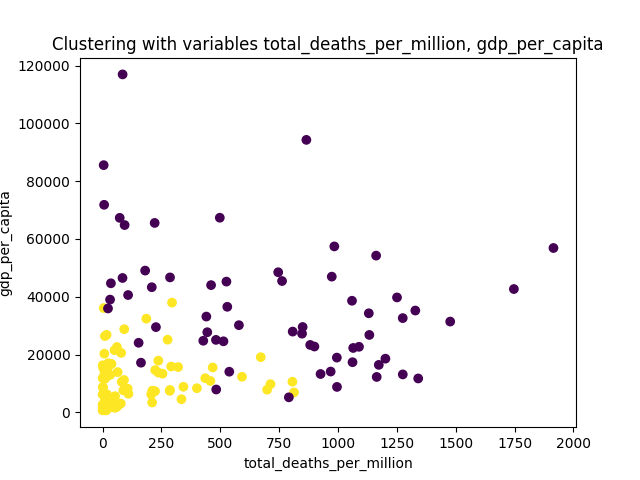 Clustering with variables total_deaths_per_million, gdp_per_capita
120000
100000
80000
60000
40000
20000
0
gdp_per_capita
0 250 500 750 1000 1250 1500 1750 2000
total_deaths_per_million